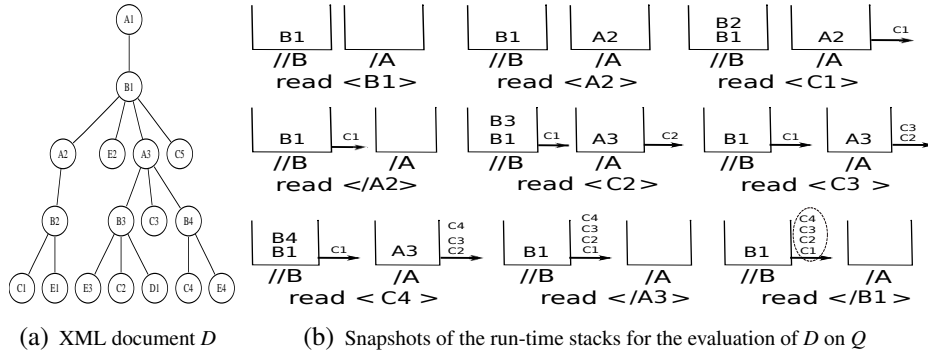 A1
B1
A2 E2 A3 C5
B2 B3 C3 B4
C1 E1 E3 C2 D1 C4 E4
(a) XML document D
B1
//B /A
read <B1>
B1 A2
//B /A
read <A2>
B2
B1 A2 C1
//B /A
read <C1>
B1 C1
//B /A
read </A2>
B3
B1 C1 A3 C2
//B /A
read <C2>
C3
B1 C1 A3 C2
//B /A
read <C3 >
C4
B4 C3
B1 C1 A3 C2
//B /A
read < C4 >
C4
C3
C2
B1 C1
//B /A
read </A3>
C4
C3
C2
B1 C1
//B /A
read </B1>
(b) Snapshots of the run-time stacks for the evaluation of D on Q